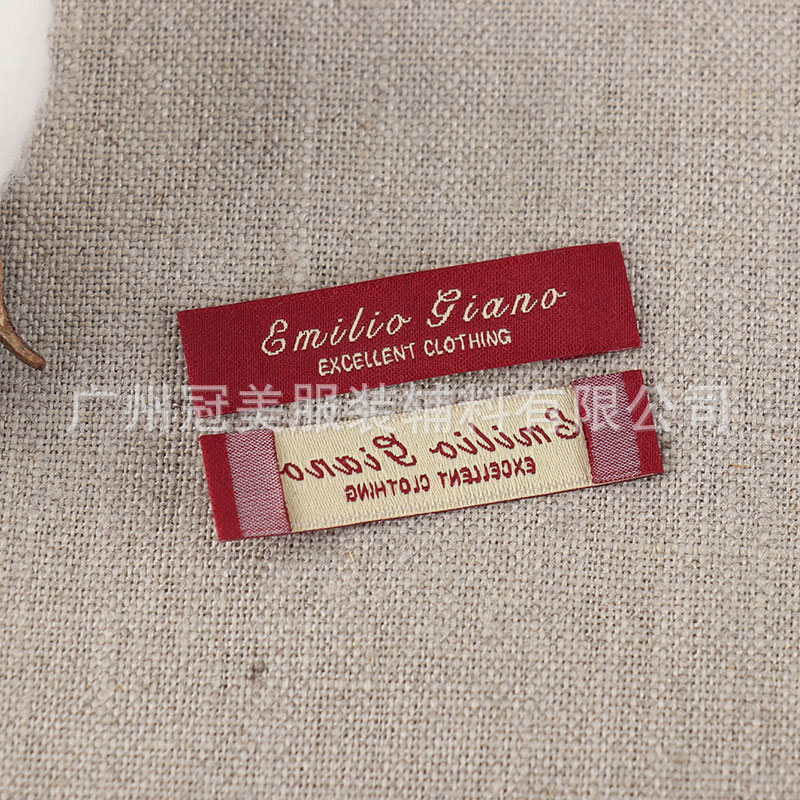 Emilio Giano
EXCELLENT CLOTHING
广州冠美服装辅料有限公司
Emilio Giano
EXCELLENT CLOTHING